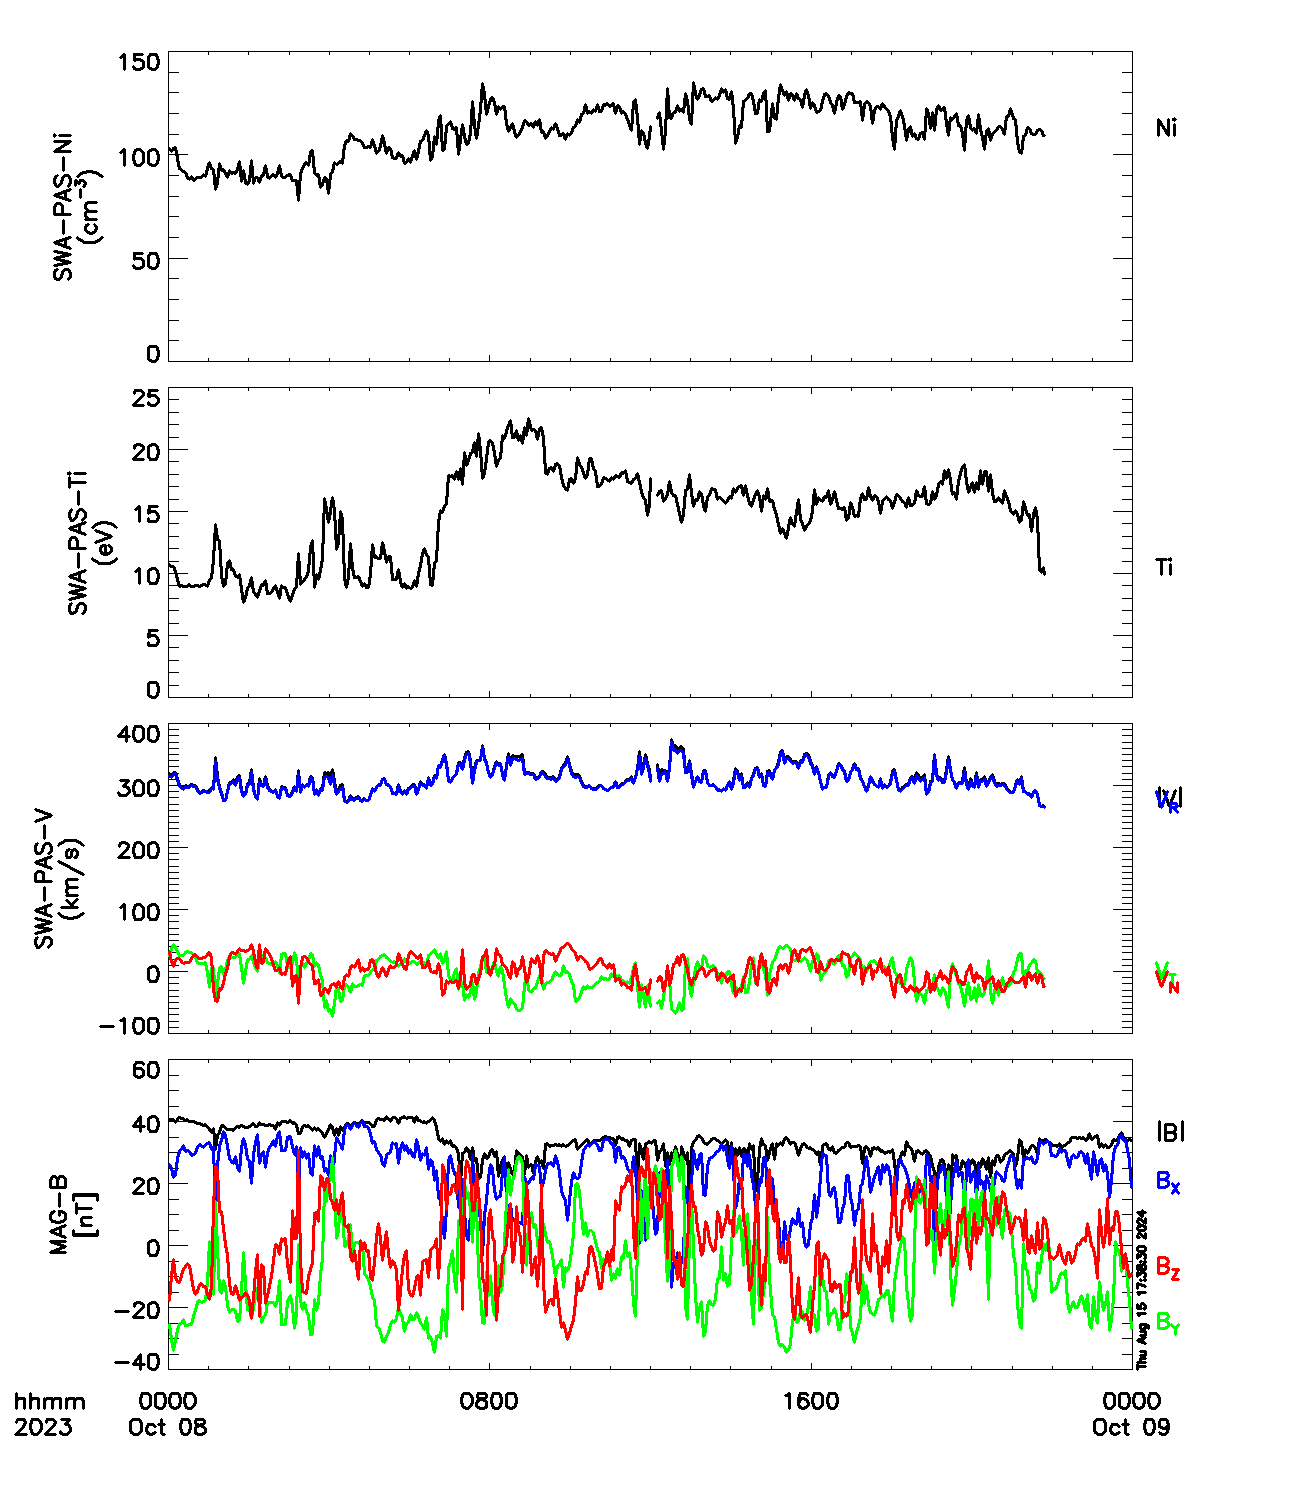 SWA-PAS-Ni
(cm⁻³)
150
100
50
0
Ni
SWA-PAS-Ti
(eV)
25
20
15
10
5
0
Ti
SWA-PAS-V
(km/s)
400
300
200
100
0
-100
|V|
V_R
V_T
V_N
MAG-B
[nT]
60
40
20
0
-20
-40
|B|
B_X
B_Z
B_Y
Thu Aug 15 17:38:30 2024
hhmm 0000 0800 1600 0000
2023 Oct 08 Oct 09